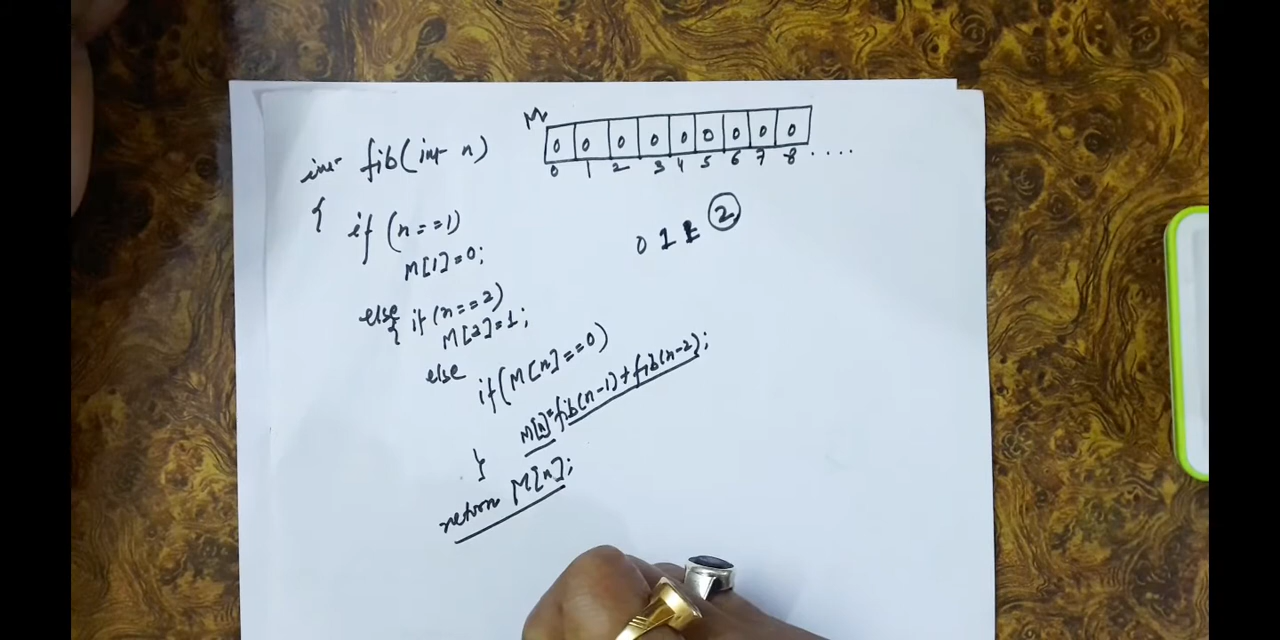 M
0 0 0 0 0 0 0 0 0
0 1 2 3 4 5 6 7 8 ....
int fib(int n)
{
if (n==1)
M[1]=0;
else
{ if (n==2)
M[2]=1;
else
if(M[n]==0)
M[n]=fib(n-1)+fib(n-2);
}
return M[n];
0 1 1 2